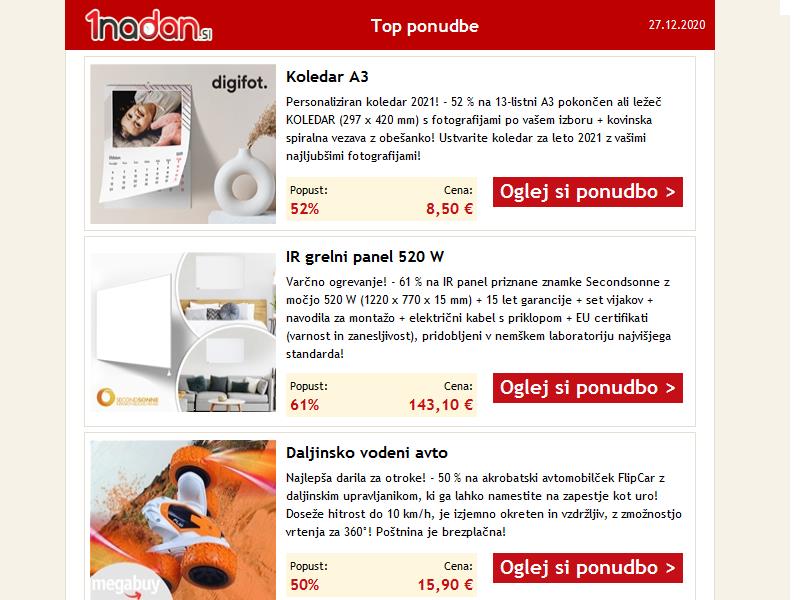 1nadan.si
Top ponudbe
27.12.2020
digifot.
Koledar A3
Personaliziran koledar 2021! - 52 % na 13-listni A3 pokončen ali ležeč
KOLEDAR (297 x 420 mm) s fotografijami po vašem izboru + kovinska
spiralna vezava z obešanko! Ustvarite koledar za leto 2021 z vašimi
najljubšimi fotografijami!
Popust:
Cena:
52%
8,50 €
Oglej si ponudbo >
IR grelni panel 520 W
Varčno ogrevanje! - 61 % na IR panel priznane znamke Secondsonne z
močjo 520 W (1220 x 770 x 15 mm) + 15 let garancije + set vijakov +
navodila za montažo + električni kabel s priklopom + EU certifikati
(varnost in zanesljivost), pridobljeni v nemškem laboratoriju najvišjega
standarda!
SECONDSONNE
Popust:
Cena:
61%
143,10 €
Oglej si ponudbo >
Daljinsko vodeni avto
Najlepša darila za otroke! - 50 % na akrobatski avtomobilček FlipCar z
daljinskim upravljanikom, ki ga lahko namestite na zapestje kot uro!
Doseže hitrost do 10 km/h, je izjemno okreten in vzdržljiv, z zmožnostjo
vrtenja za 360°! Poštnina je brezplačna!
megabuy
Popust:
Cena:
50%
15,90 €
Oglej si ponudbo >